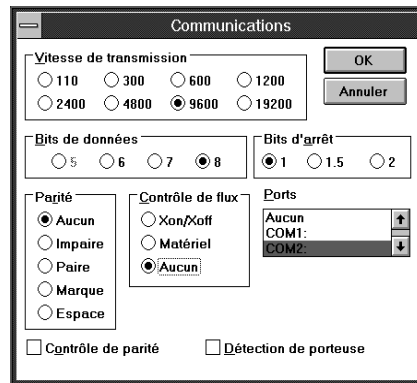 Communications
Vitesse de transmission
110 300 600 1200
2400 4800 9600 19200
OK
Annuler
Bits de données
5 6 7 8
Bits d'arrêt
1 1.5 2
Parité
Aucun
Impaire
Paire
Marque
Espace
Contrôle de flux
Xon/Xoff
Matériel
Aucun
Ports
Aucun
COM1:
COM2:
Contrôle de parité
Détection de porteuse